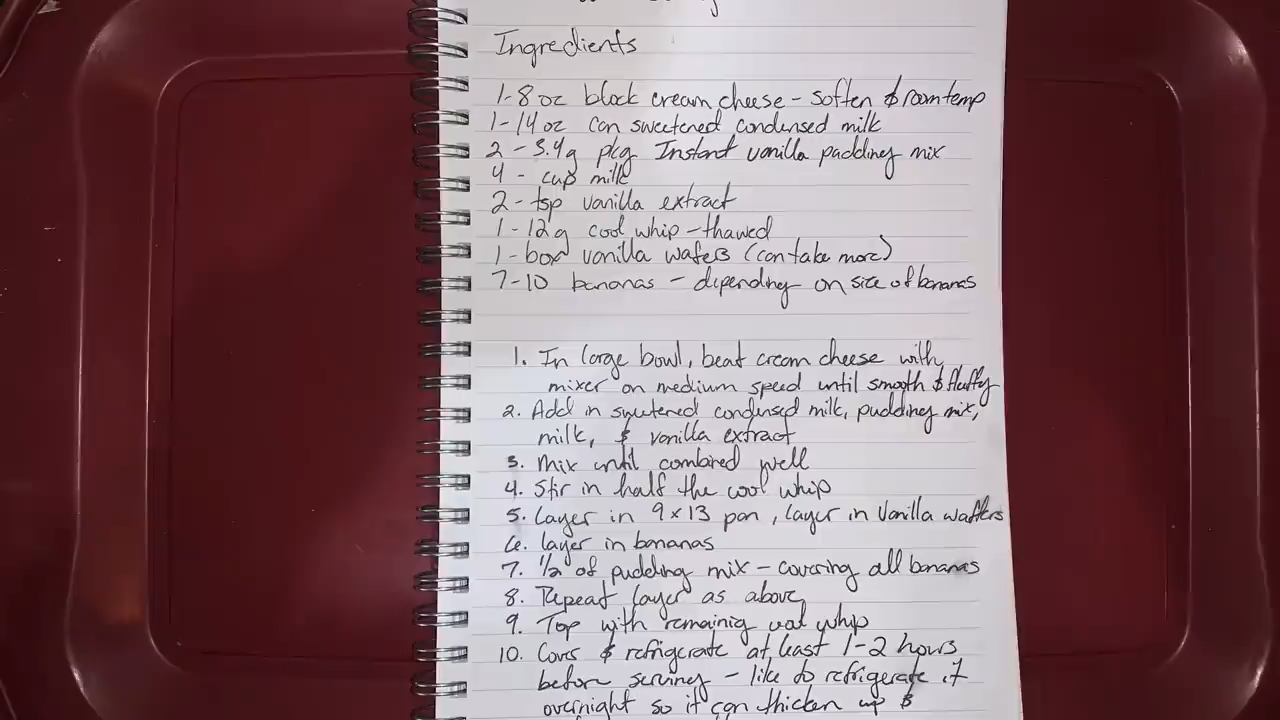 Ingredients
1-8 oz block cream cheese - soften & room temp
1-14 oz can sweetened condensed milk
2 - 3.4g pkg Instant vanilla pudding mix
4 - cups milk
2 - tsp vanilla extract
1-12g cool whip - thawed
1 - box vanilla wafers (can take more)
7-10 bananas - depending on size of bananas
1. In large bowl, beat cream cheese with
mixer on medium speed until smooth & fluffy
2. Add in sweetened condensed milk, pudding mix,
milk, & vanilla extract
3. Mix until combined well
4. Stir in half the cool whip
5. Layer in 9x13 pan, layer in vanilla waffers
6. layer in bananas
7. 1/2 of pudding mix - covering all bananas
8. Repeat layer as above
9. Top with remainig cool whip
10. Cover & refrigerate at least 1-2 hours
before serving - like to refrigerate it
overnight so it can thicken up &